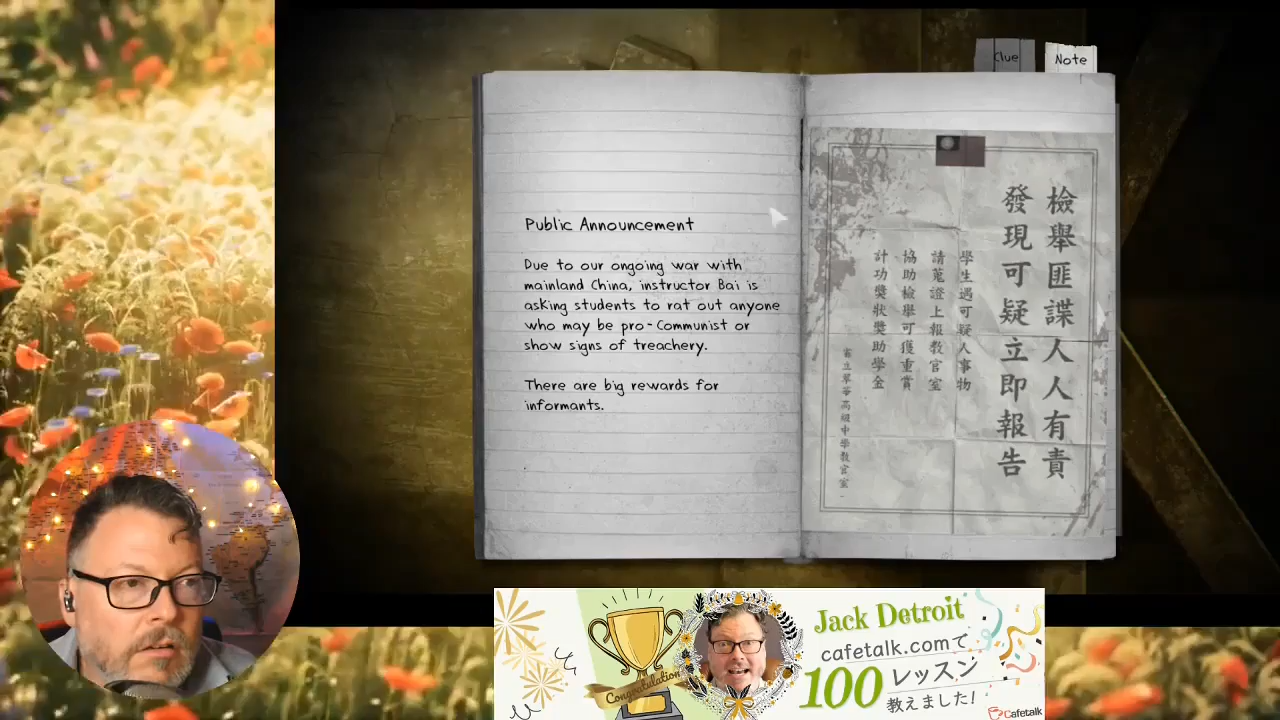 Clue
Note
Public Announcement
Due to our ongoing war with
mainland China, instructor Bai is
asking students to rat out anyone
who may be pro-Communist or
show signs of treachery.
There are big rewards for
informants.
檢舉匪諜人人有責
發現可疑立即報告
學生遇可疑人事物
請蒐證上報教官室
協助檢舉可獲重賞
計功獎狀獎助學金
省立翠華高級中學教官室
Congratulation
Jack Detroit
cafetalk.comで
100レッスン
教えました!
Cafetalk